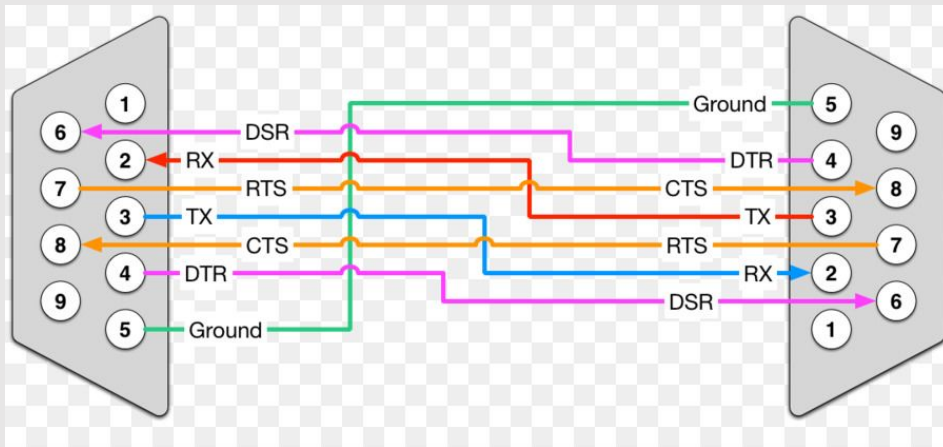 1 Ground 5
6 DSR 9
2 RX DTR 4
7 RTS CTS 8
3 TX TX 3
8 CTS RTS 7
4 DTR RX 2
9 DSR 6
5 Ground 1